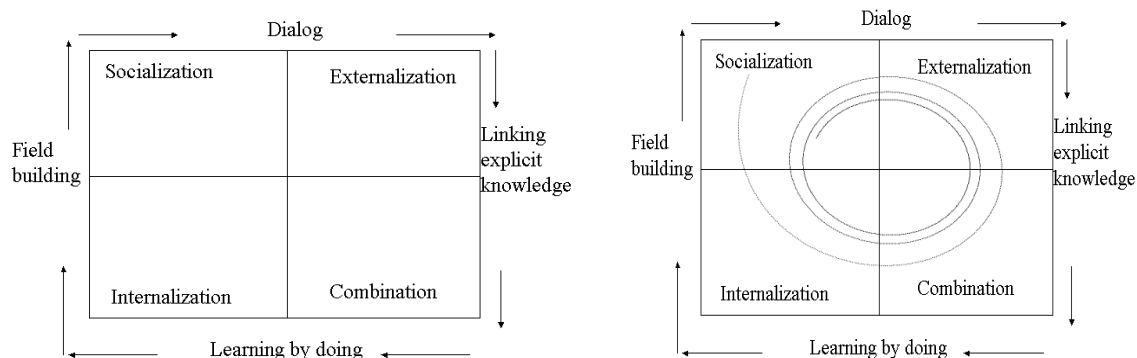 Dialog
Socialization
Externalization
Field
building
Linking
explicit
knowledge
Internalization
Combination
Learning by doing
Dialog
Socialization
Externalization
Field
building
Linking
explicit
knowledge
Internalization
Combination
Learning by doing